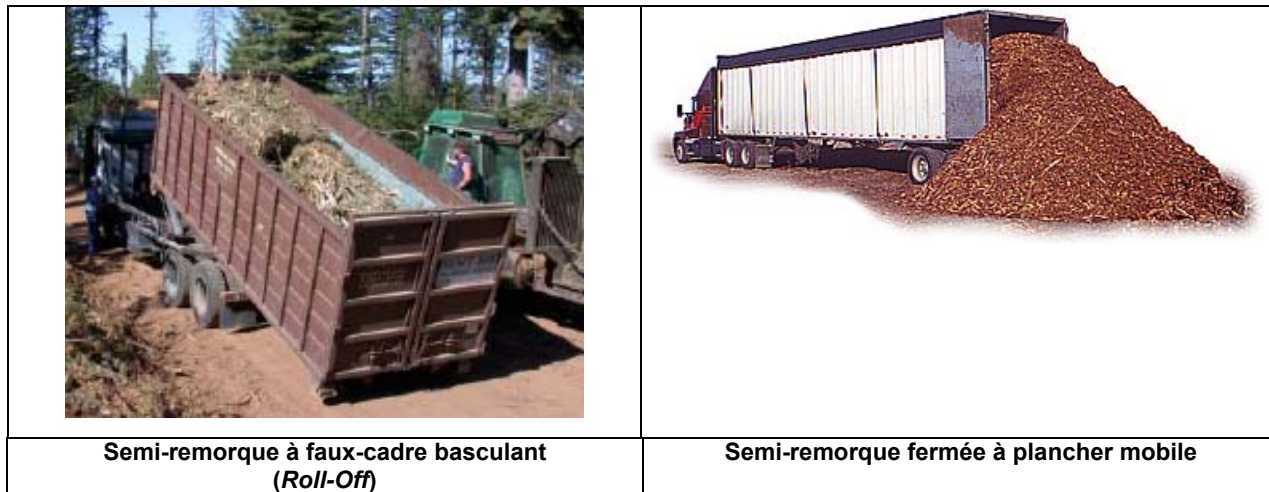 Semi-remorque à faux-cadre basculant
(Roll-Off)
Semi-remorque fermée à plancher mobile